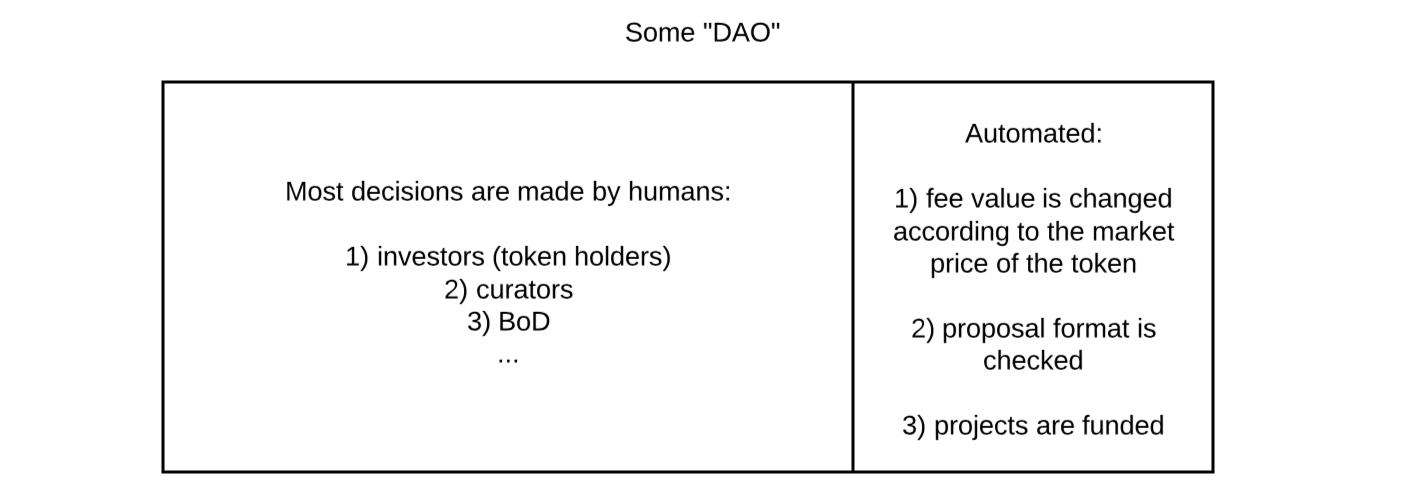 Some "DAO"
Most decisions are made by humans:
1) investors (token holders)
2) curators
3) BoD
...
Automated:
1) fee value is changed
according to the market
price of the token
2) proposal format is
checked
3) projects are funded